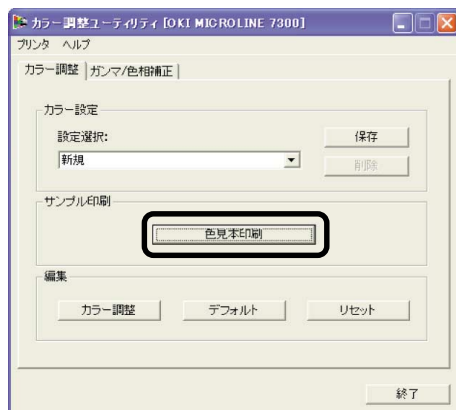 カラー調整ユーティリティ [OKI MICROLINE 7300]
プリンタ ヘルプ
カラー調整 ガンマ/色相補正
カラー設定
設定選択:
保存
新規
削除
サンプル印刷
色見本印刷
編集
カラー調整 デフォルト リセット
終了